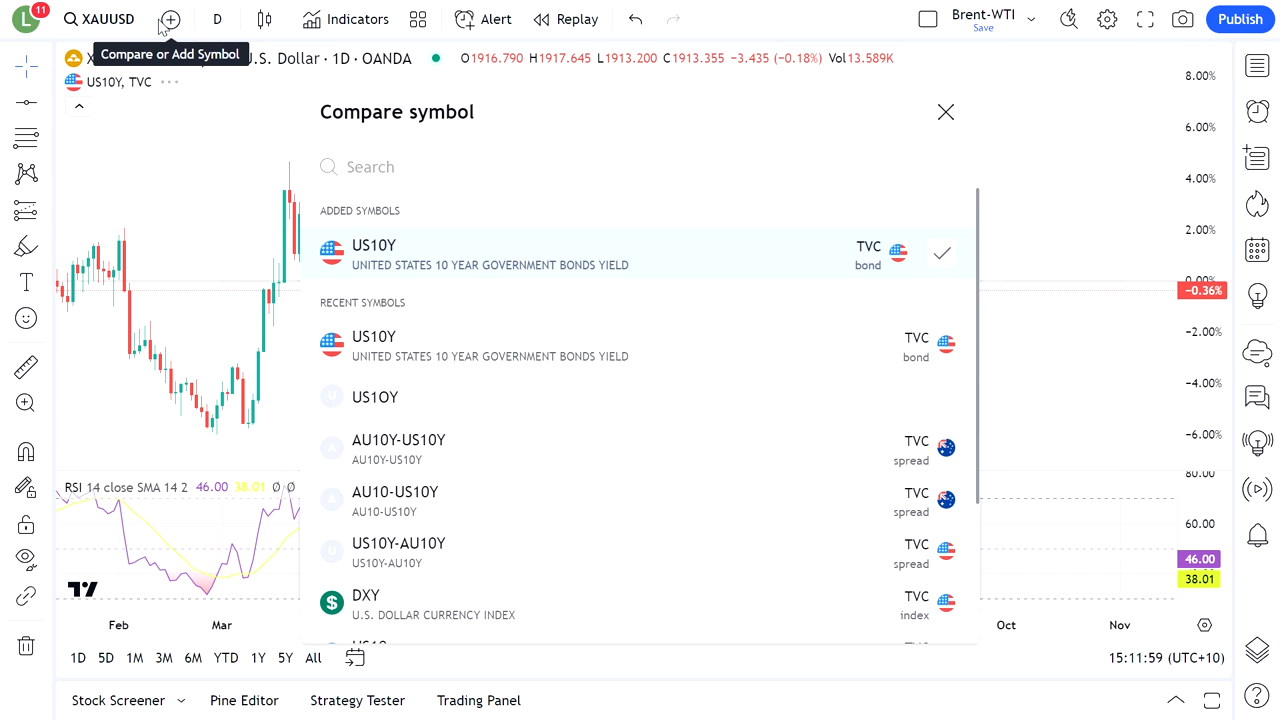 L 11 XAUUSD D Indicators Alert Replay Brent-WTI Save Publish
Compare or Add Symbol
X .S. Dollar · 1D · OANDA O1916.790 H1917.645 L1913.200 C1913.355 −3.435 (−0.18%) Vol13.589K
US10Y, TVC
Compare symbol
Search
ADDED SYMBOLS
US10Y TVC
UNITED STATES 10 YEAR GOVERNMENT BONDS YIELD bond
RECENT SYMBOLS
US10Y TVC
UNITED STATES 10 YEAR GOVERNMENT BONDS YIELD bond
U US1OY
A AU10Y-US10Y TVC
AU10Y-US10Y spread
A AU10-US10Y TVC
AU10-US10Y spread
U US10Y-AU10Y TVC
US10Y-AU10Y spread
$ DXY TVC
U.S. DOLLAR CURRENCY INDEX index
8.00%
6.00%
4.00%
2.00%
0.00%
−0.36%
−2.00%
−4.00%
−6.00%
80.00
60.00
46.00
38.01
RSI 14 close SMA 14 2 46.00 38.01 Ø Ø
Feb Mar Oct Nov
1D 5D 1M 3M 6M YTD 1Y 5Y All 15:11:59 (UTC+10)
Stock Screener Pine Editor Strategy Tester Trading Panel